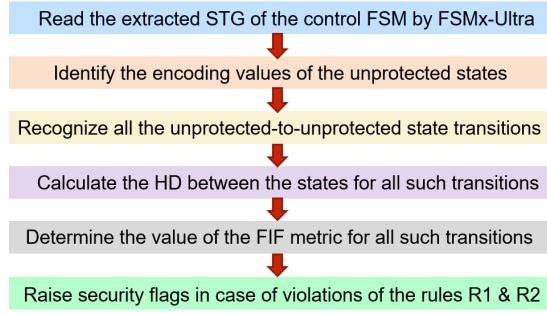 Read the extracted STG of the control FSM by FSMx-Ultra
Identify the encoding values of the unprotected states
Recognize all the unprotected-to-unprotected state transitions
Calculate the HD between the states for all such transitions
Determine the value of the FIF metric for all such transitions
Raise security flags in case of violations of the rules R1 & R2